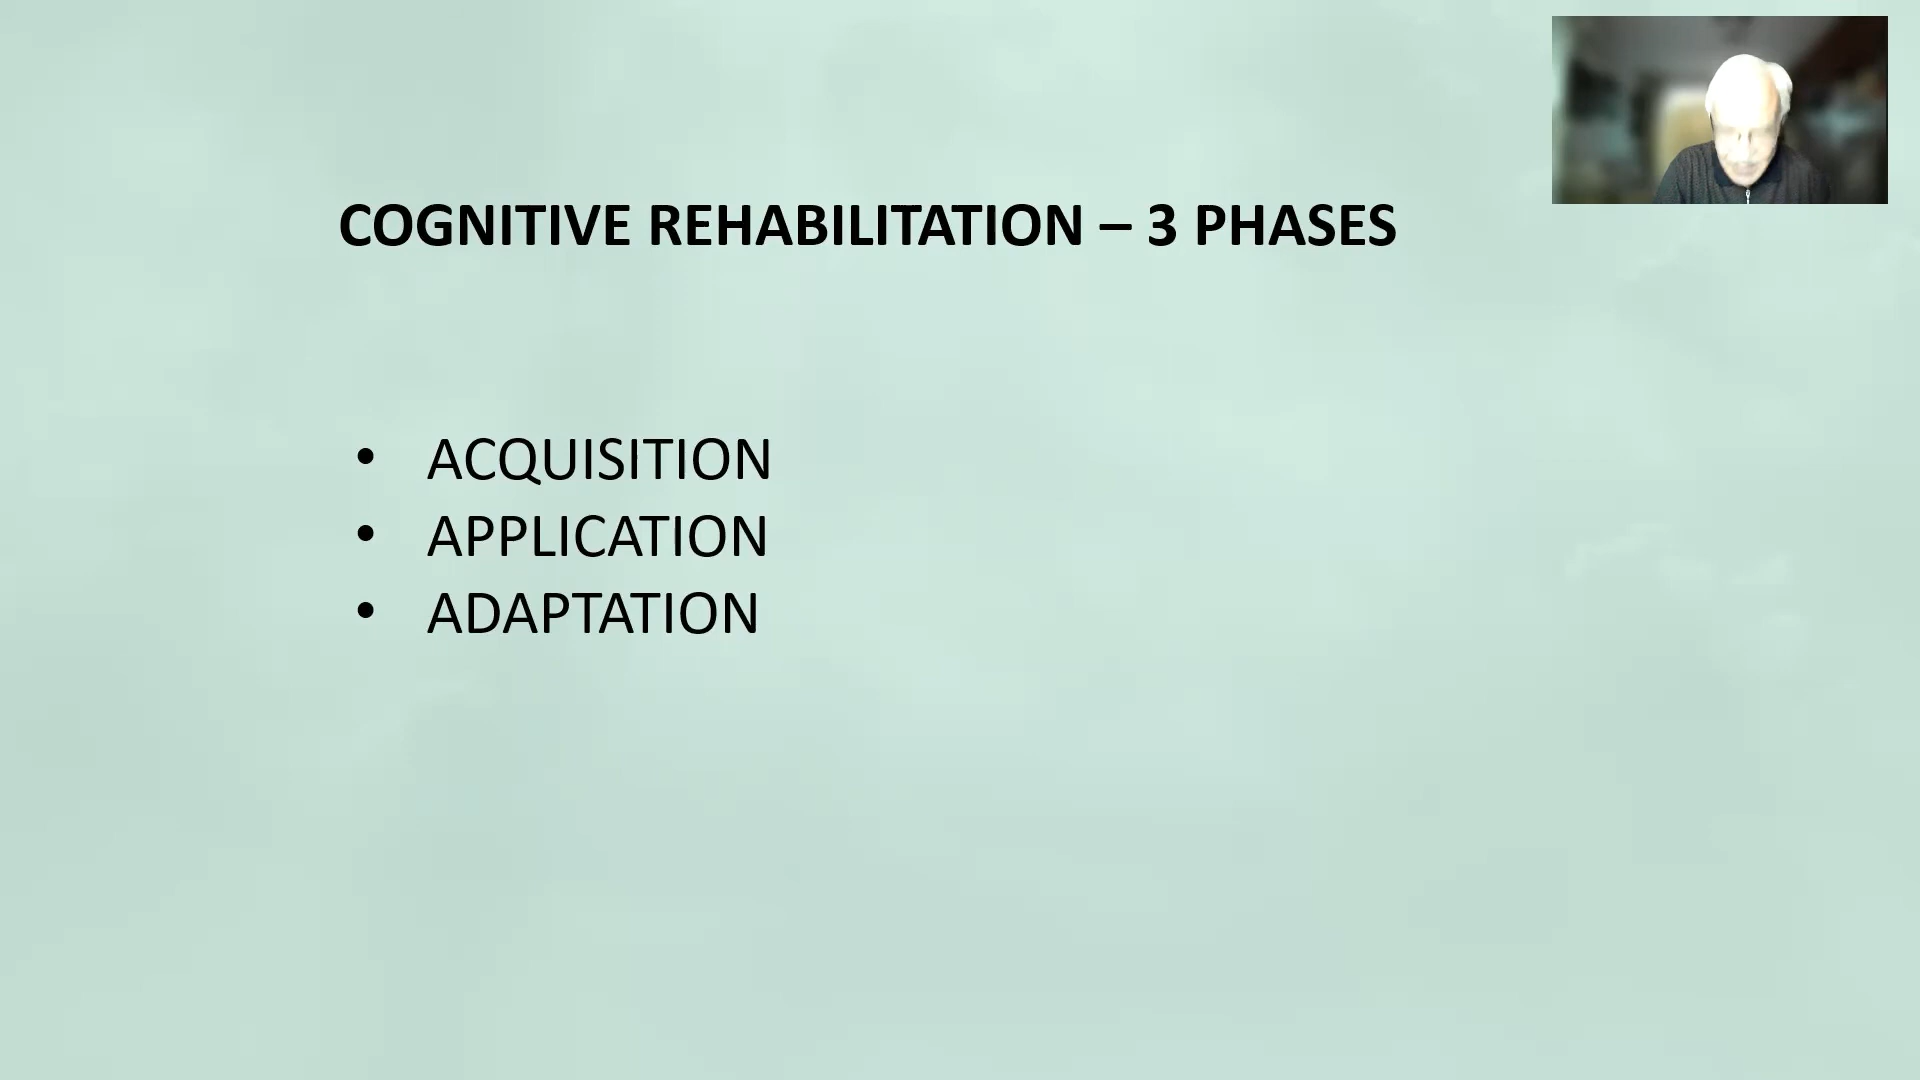 COGNITIVE REHABILITATION – 3 PHASES
• ACQUISITION
• APPLICATION
• ADAPTATION